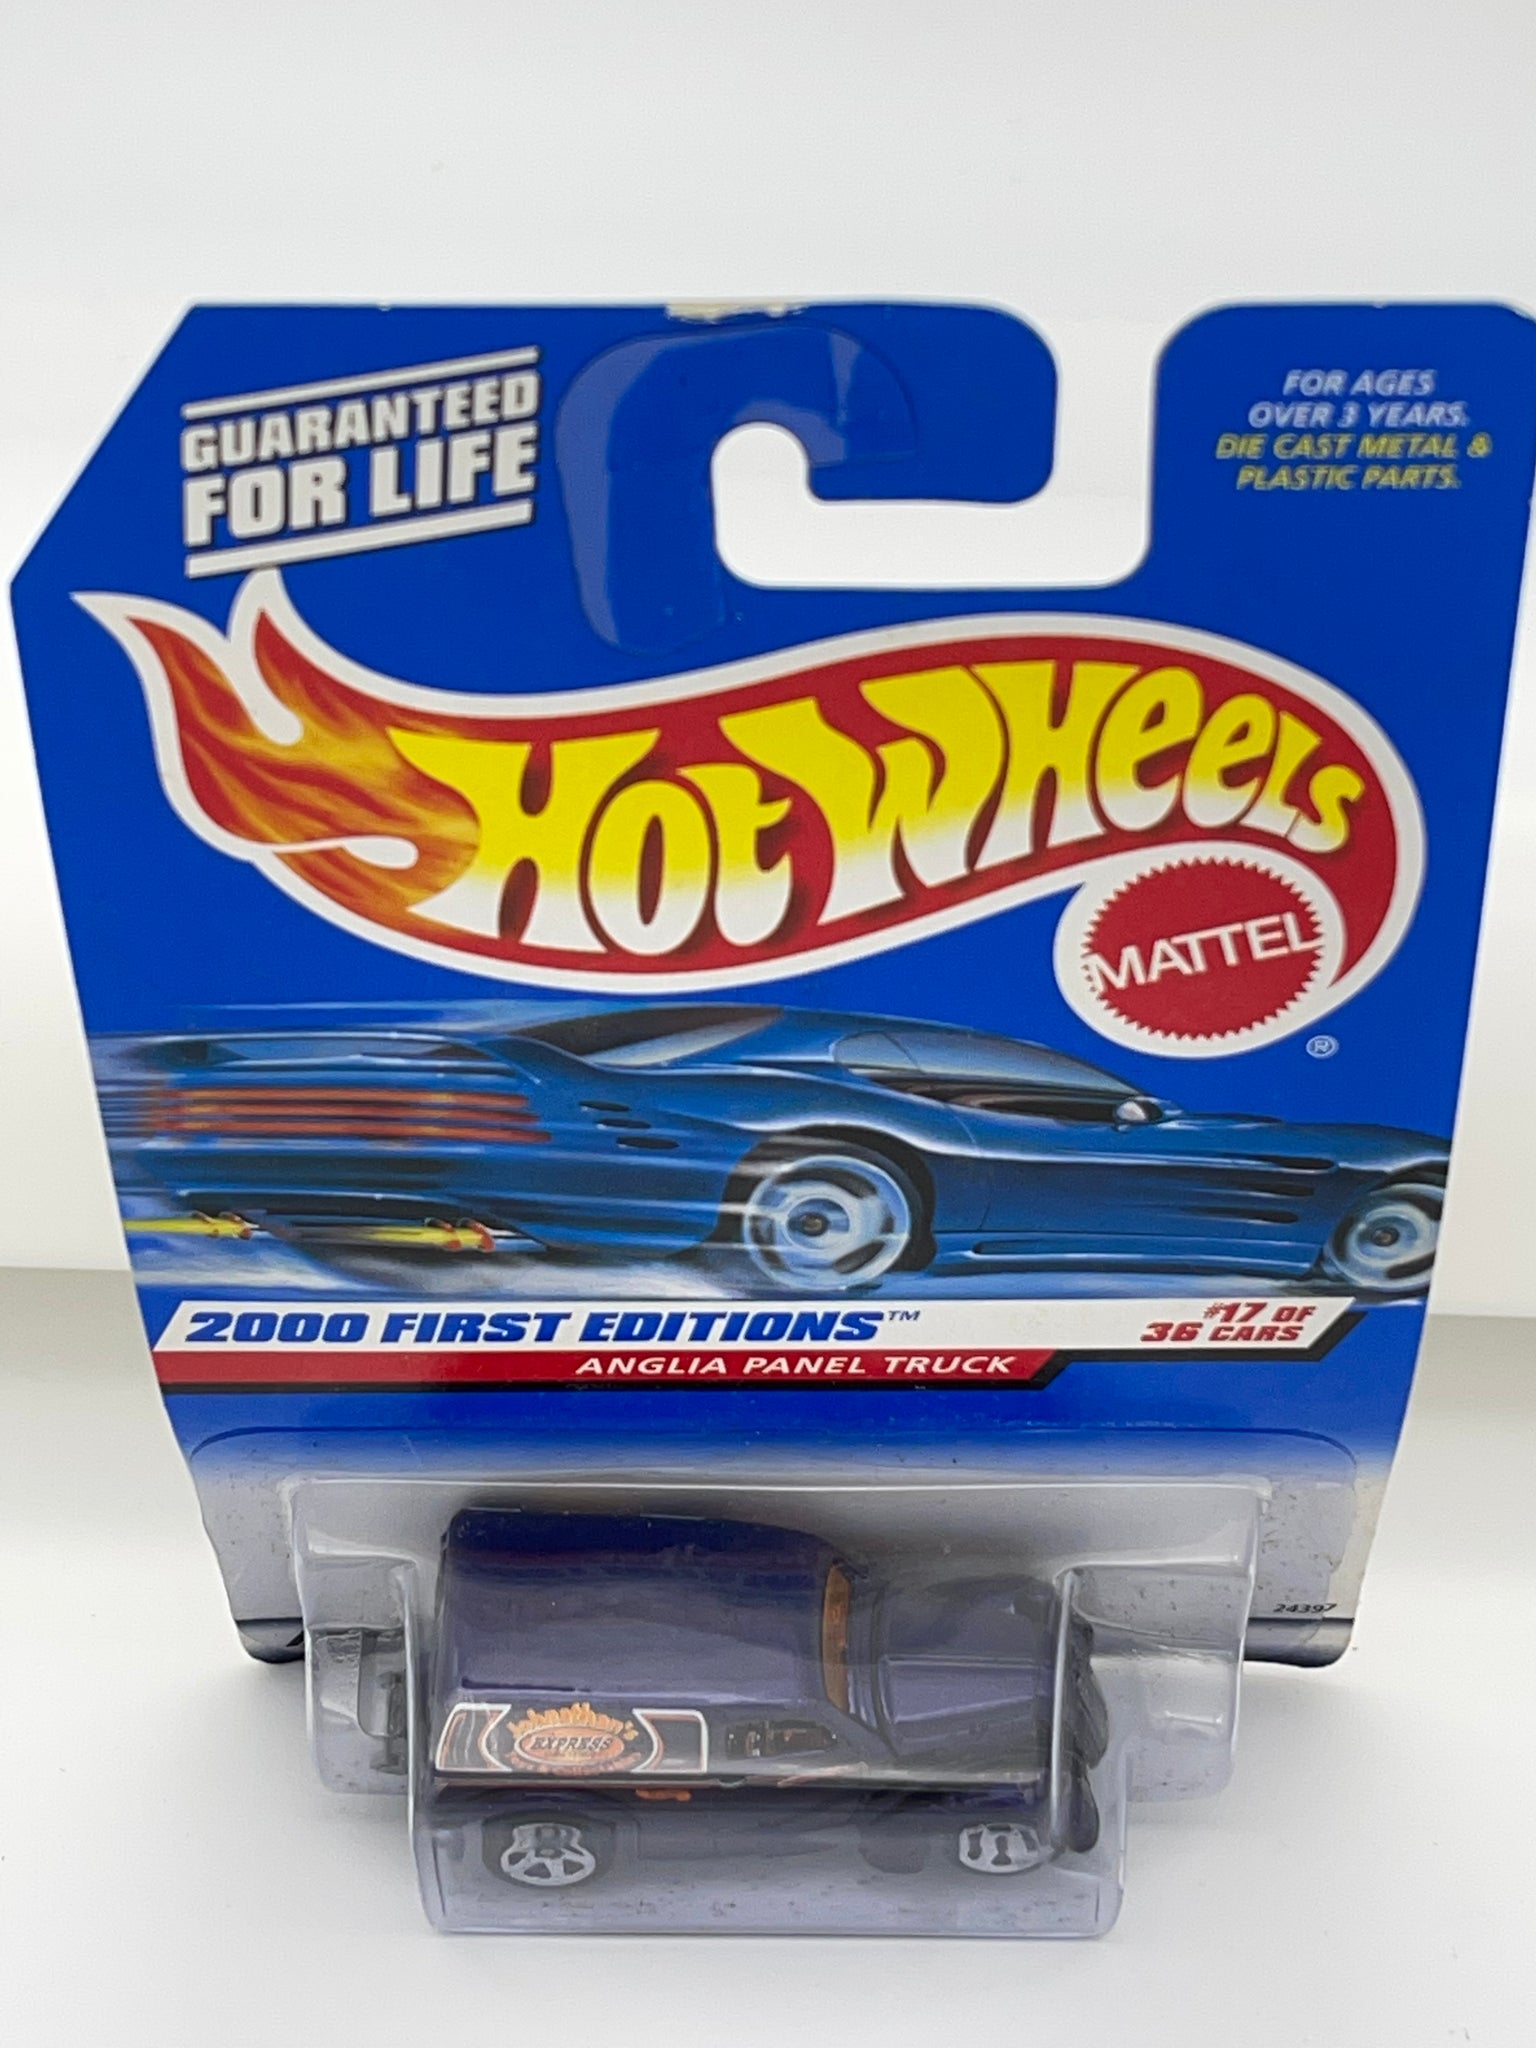 GUARANTEED
FOR LIFE
FOR AGES
OVER 3 YEARS.
DIE CAST METAL &
PLASTIC PARTS.
HOT WHEELS
MATTEL
®
2000 FIRST EDITIONS™
#17 OF
36 CARS
ANGLIA PANEL TRUCK
24397
Johnathan's
EXPRESS